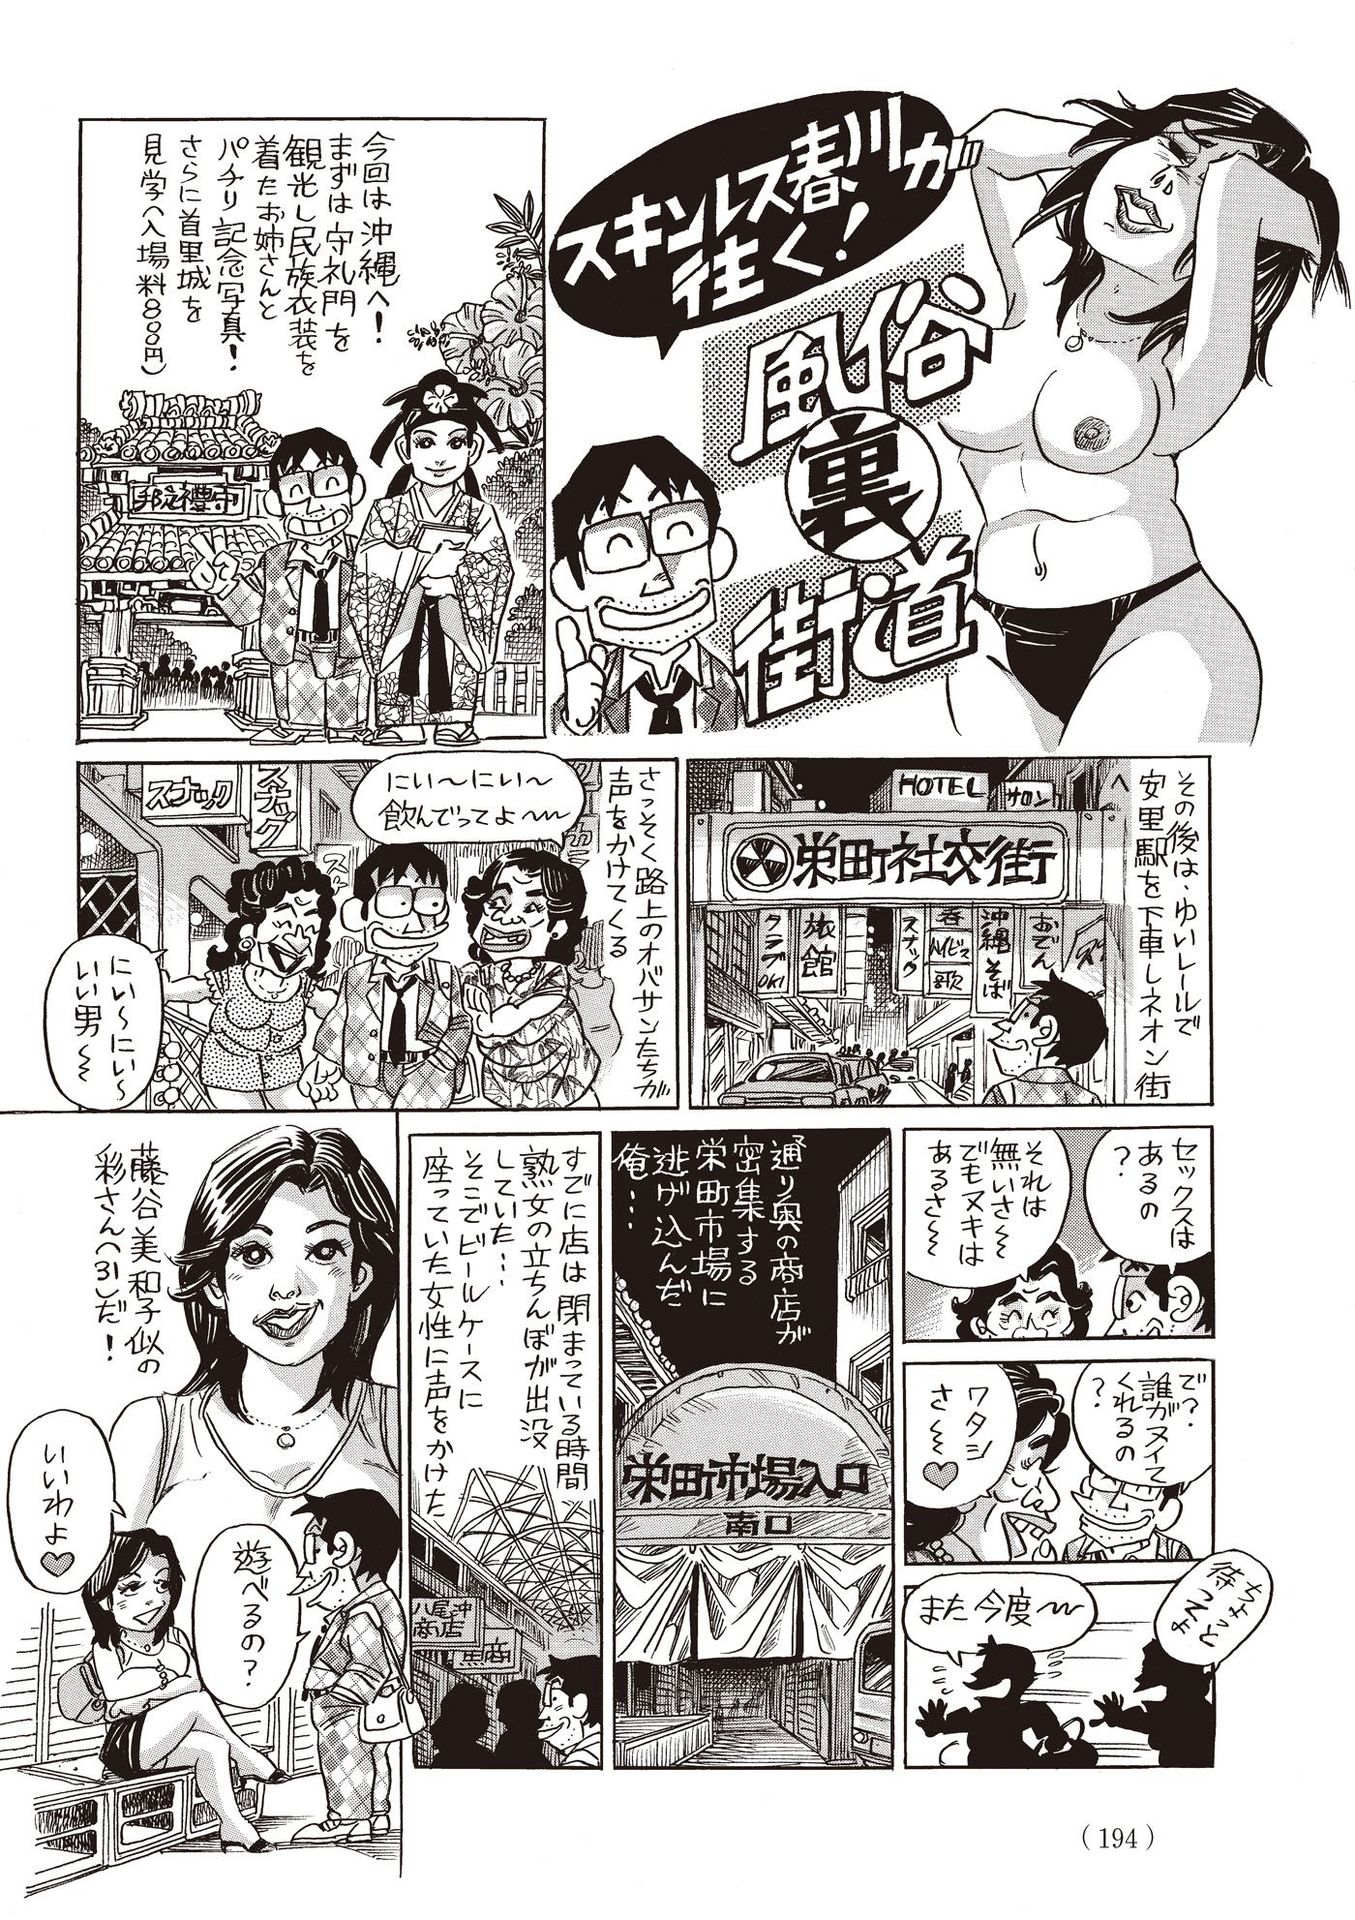 スキンレス春川が
往く!
風俗
裏
街道
今回は沖縄へ!
まずは守礼門を
観光し民族衣装を
着たお姉さんと
パチリ記念写真!
さらに首里城を
見学へ(入場料800円)
その後は、ゆいレールで
安里駅を下車しネオン街
へ
HOTEL
サロン
栄町社交街
クラブ
OKI
旅館
スナック
歌
沖縄そば
おでん
さっそく路上のオバサンたちが
声をかけてくる
スナック
スナック
にい〜にい〜
飲んでってよ〜
にい〜にい〜
いい男〜
セックスは
あるの
?
それは
無いさ〜
でもヌキは
あるさ〜
で?
誰がヌイて
くれるの
?
ワタシ
さ〜♥
また今度〜
ちょっと
待ってよ
通り奥の商店が
密集する
栄町市場に
逃げ込んだ
俺…
栄町市場入口
南口
すでに店は閉まっている時間
熟女の立ちんぼが出没
していた…
そこでビールケースに
座っていた女性に声をかけた
八尾沖
商店
魚商
藤谷美和子似の
彩さん(31)だ!
遊べるの?
いいわよ♥
(194)